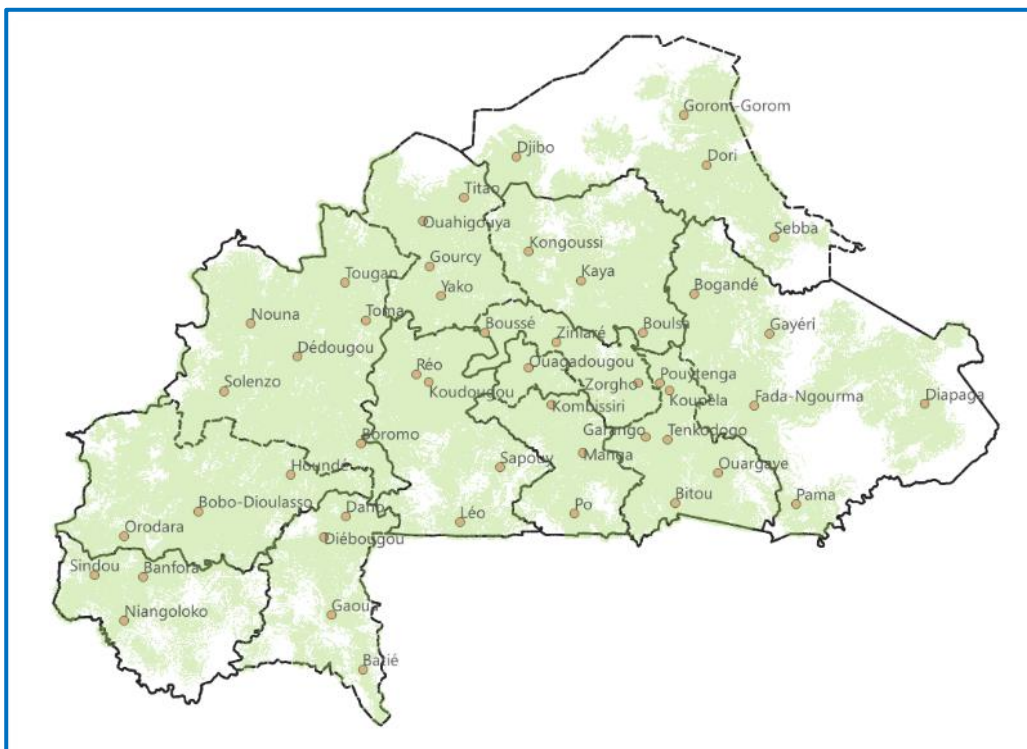 Gorom-Gorom
Djibo
Dori
Titao
Ouahigouya
Sebba
Kongoussi
Gourcy
Kaya
Tougan
Bogandé
Yako
Toma
Nouna
Boussé
Boulsa
Gayéri
Ziniaré
Dédougou
Ouagadougou
Réo
Zorgho
Pouytenga
Koudougou
Koupéla
Solenzo
Kombissiri
Fada-Ngourma
Diapaga
Garango
Tenkodogo
Boromo
Manga
Houndé
Sapouy
Ouargaye
Bobo-Dioulasso
Dano
Léo
Po
Bitou
Pama
Orodara
Diébougou
Sindou
Banfora
Niangoloko
Gaoua
Batié